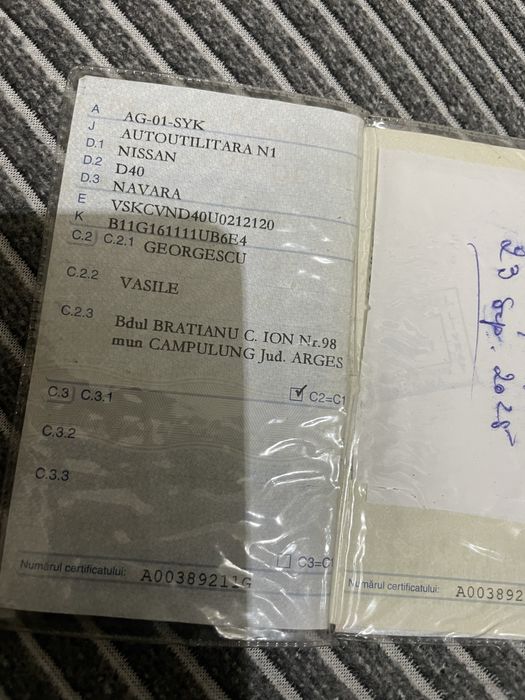 A AG-01-SYK
J AUTOUTILITARA N1
D.1 NISSAN
D.2 D40
D.3 NAVARA
E VSKCVND40U0212120
K B11G161111UB6E4
C.2 C.2.1 GEORGESCU
C.2.2 VASILE
C.2.3 Bdul BRATIANU C. ION Nr.98
mun CAMPULUNG Jud. ARGES
C.3 C.3.1 C2=C1
C.3.2
C.3.3
C3=C
Numărul certificatului: A00389211G
23
Numărul certificatului: A003892